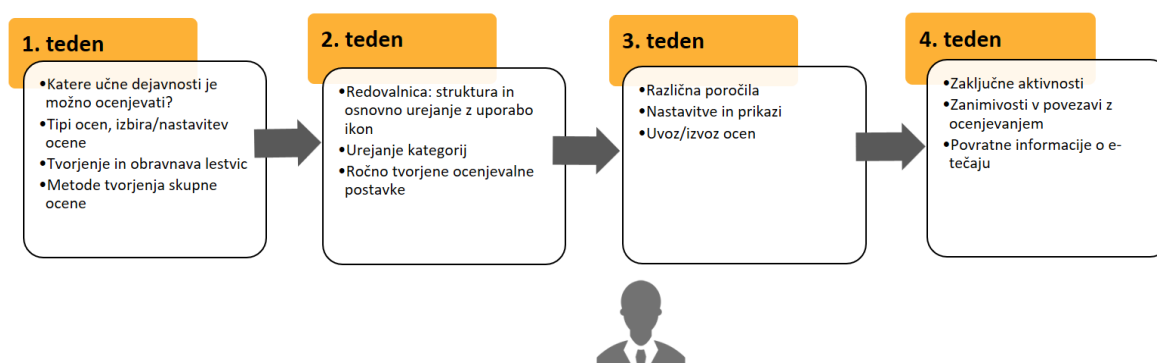 1. teden
•Katere učne dejavnosti je
možno ocenjevati?
•Tipi ocen, izbira/nastavitev
ocene
•Tvorjenje in obravnava lestvic
•Metode tvorjenja skupne
ocene
2. teden
•Redovalnica: struktura in
osnovno urejanje z uporabo
ikon
•Urejanje kategorij
•Ročno tvorjene ocenjevalne
postavke
3. teden
•Različna poročila
•Nastavitve in prikazi
•Uvoz/izvoz ocen
4. teden
•Zaključne aktivnosti
•Zanimivosti v povezavi z
ocenjevanjem
•Povratne informacije o e-
tečaju